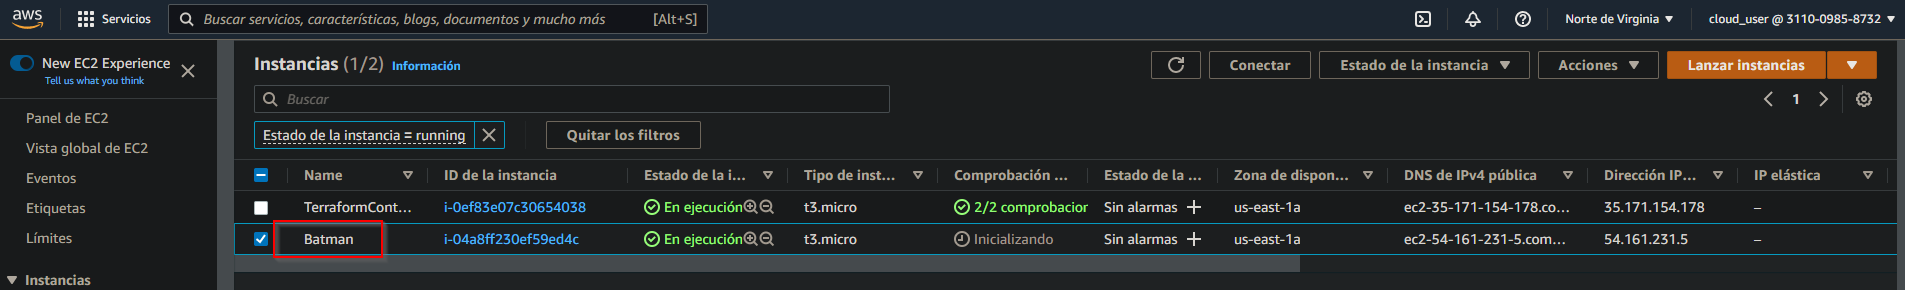 aws Servicios Buscar servicios, características, blogs, documentos y mucho más [Alt+S] Norte de Virginia cloud_user @ 3110-0985-8732
New EC2 Experience
Tell us what you think
Panel de EC2
Vista global de EC2
Eventos
Etiquetas
Límites
Instancias
Instancias (1/2) Información Conectar Estado de la instancia Acciones Lanzar instancias
Buscar 1
Estado de la instancia = running Quitar los filtros
Name ID de la instancia Estado de la i... Tipo de inst... Comprobación ... Estado de la ... Zona de dispon... DNS de IPv4 pública Dirección IP... IP elástica
TerraformCont... i-0ef83e07c30654038 En ejecución t3.micro 2/2 comprobacior Sin alarmas + us-east-1a ec2-35-171-154-178.co... 35.171.154.178 –
Batman i-04a8ff230ef59ed4c En ejecución t3.micro Inicializando Sin alarmas + us-east-1a ec2-54-161-231-5.com... 54.161.231.5 –